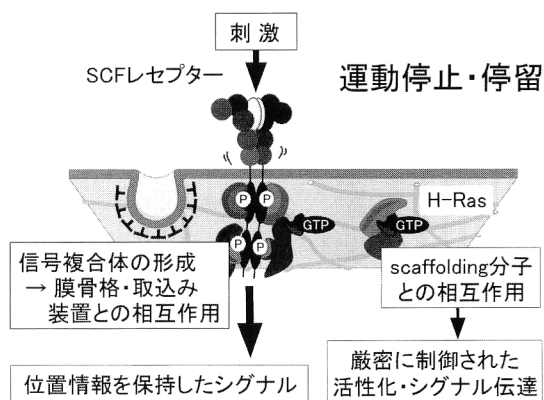 刺 激
SCFレセプター
運動停止・停留
H-Ras
P
P
GTP
GTP
P
P
信号複合体の形成
→ 膜骨格・取込み
装置との相互作用
scaffolding分子
との相互作用
位置情報を保持したシグナル
厳密に制御された
活性化・シグナル伝達